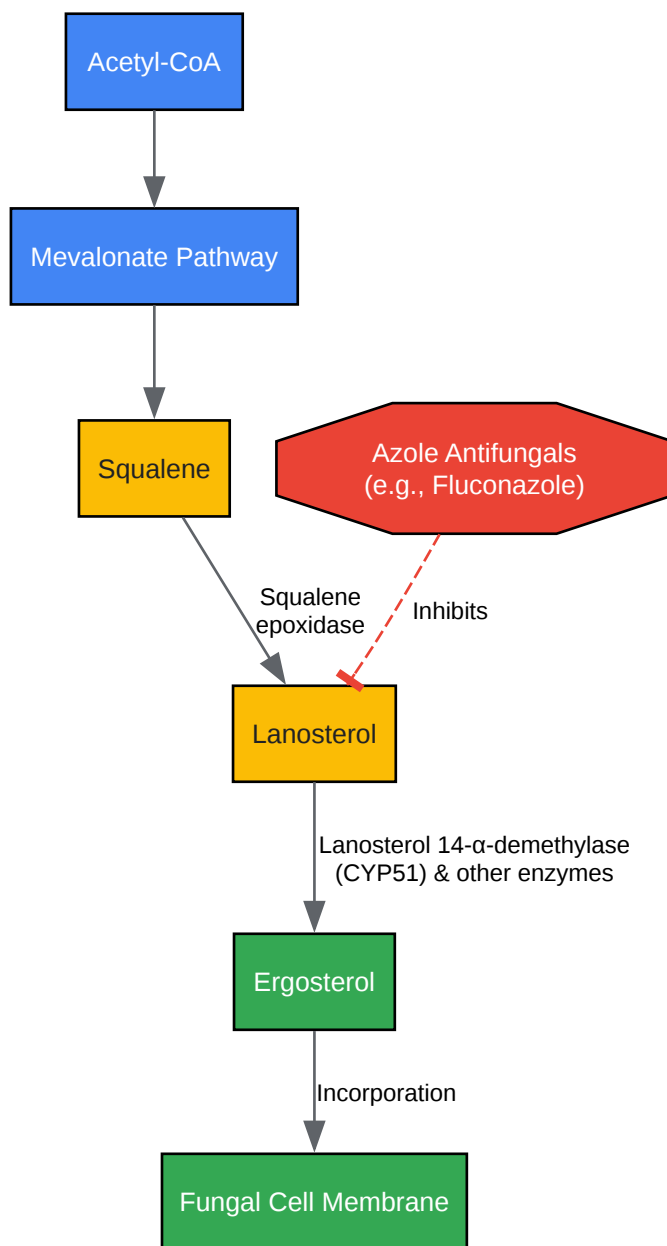 Acetyl-CoA
Mevalonate Pathway
Squalene
Azole Antifungals
(e.g., Fluconazole)
Squalene
epoxidase
Inhibits
Lanosterol
Lanosterol 14-α-demethylase
(CYP51) & other enzymes
Ergosterol
Incorporation
Fungal Cell Membrane